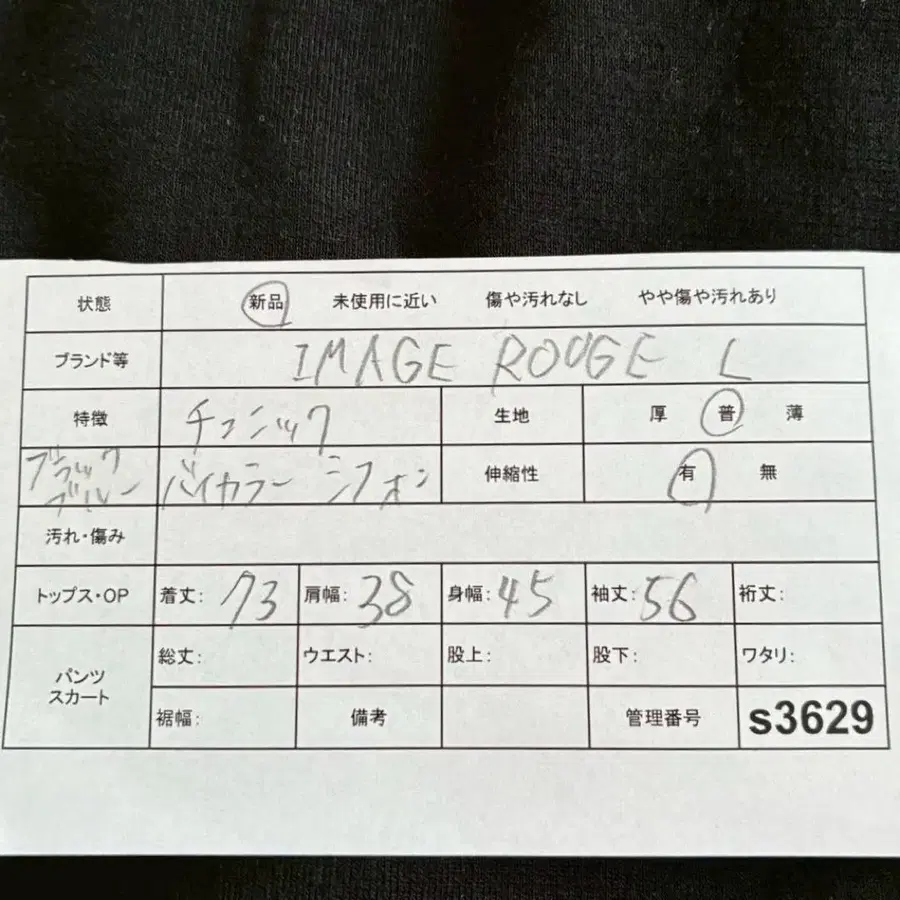 状態 新品 未使用に近い 傷や汚れなし やや傷や汚れあり
ブランド等 IMAGE ROUGE L
特徴 チュニック 生地 厚 普 薄
ブラック ブルー バイカラー シフォン 伸縮性 有 無
汚れ・傷み
トップス・OP 着丈: 73 肩幅: 38 身幅: 45 袖丈: 56 裄丈:
パンツ スカート 総丈: ウエスト: 股上: 股下: ワタリ:
裾幅: 備考 管理番号 s3629